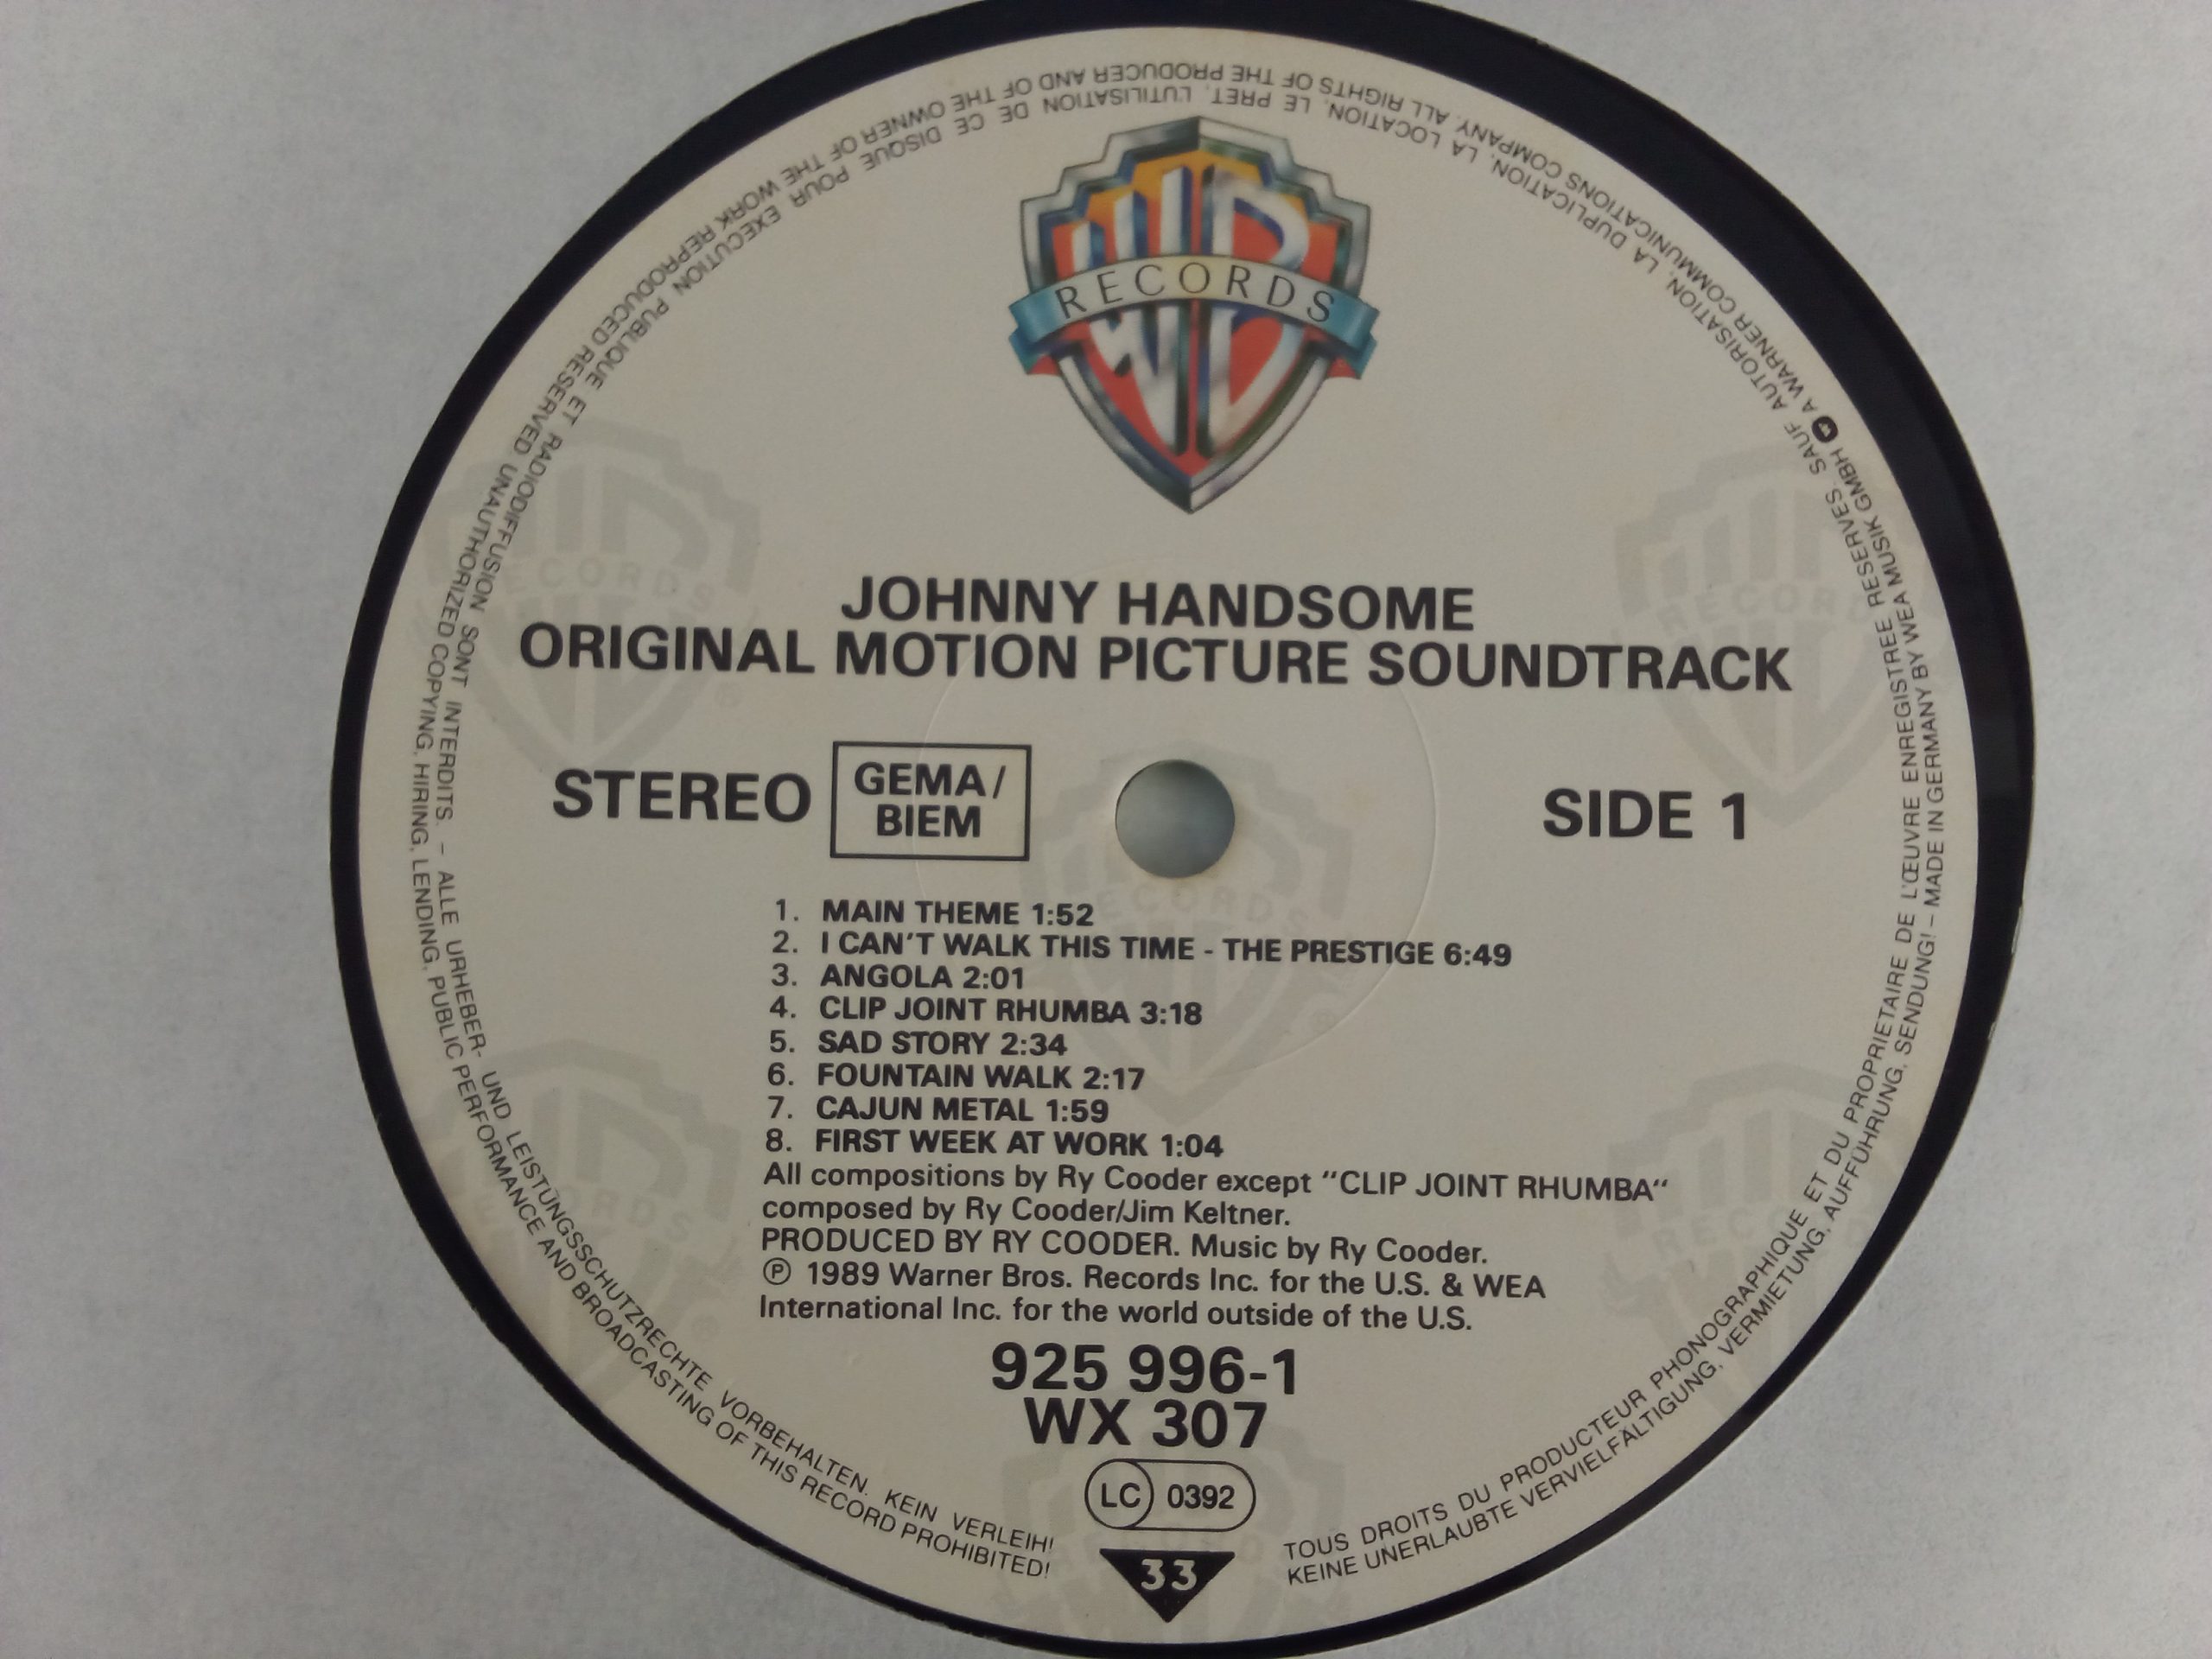 WB
RECORDS
JOHNNY HANDSOME
ORIGINAL MOTION PICTURE SOUNDTRACK
STEREO
GEMA/
BIEM
SIDE 1
1. MAIN THEME 1:52
2. I CAN'T WALK THIS TIME - THE PRESTIGE 6:49
3. ANGOLA 2:01
4. CLIP JOINT RHUMBA 3:18
5. SAD STORY 2:34
6. FOUNTAIN WALK 2:17
7. CAJUN METAL 1:59
8. FIRST WEEK AT WORK 1:04
All compositions by Ry Cooder except "CLIP JOINT RHUMBA"
composed by Ry Cooder/Jim Keltner.
PRODUCED BY RY COODER. Music by Ry Cooder.
Ⓟ 1989 Warner Bros. Records Inc. for the U.S. & WEA
International Inc. for the world outside of the U.S.
925 996-1
WX 307
LC 0392
33
TOUS DROITS DU PRODUCTEUR PHONOGRAPHIQUE ET DU PROPRIETAIRE DE L'ŒUVRE ENREGISTREE RESERVES. SAUF AUTORISATION, LA DUPLICATION, LA LOCATION, LE PRET, L'UTILISATION DE CE DISQUE POUR EXECUTION PUBLIQUE ET RADIODIFFUSION SONT INTERDITS. – ALLE URHEBER- UND LEISTUNGSSCHUTZRECHTE VORBEHALTEN. KEIN VERLEIH!
KEINE UNERLAUBTE VERVIELFÄLTIGUNG, VERMIETUNG, AUFFÜHRUNG, SENDUNG! – MADE IN GERMANY BY WEA MUSIK GMBH A WARNER COMMUNICATIONS COMPANY. ALL RIGHTS OF THE PRODUCER AND OF THE OWNER OF THE WORK REPRODUCED RESERVED UNAUTHORIZED COPYING, HIRING, LENDING, PUBLIC PERFORMANCE AND BROADCASTING OF THIS RECORD PROHIBITED!